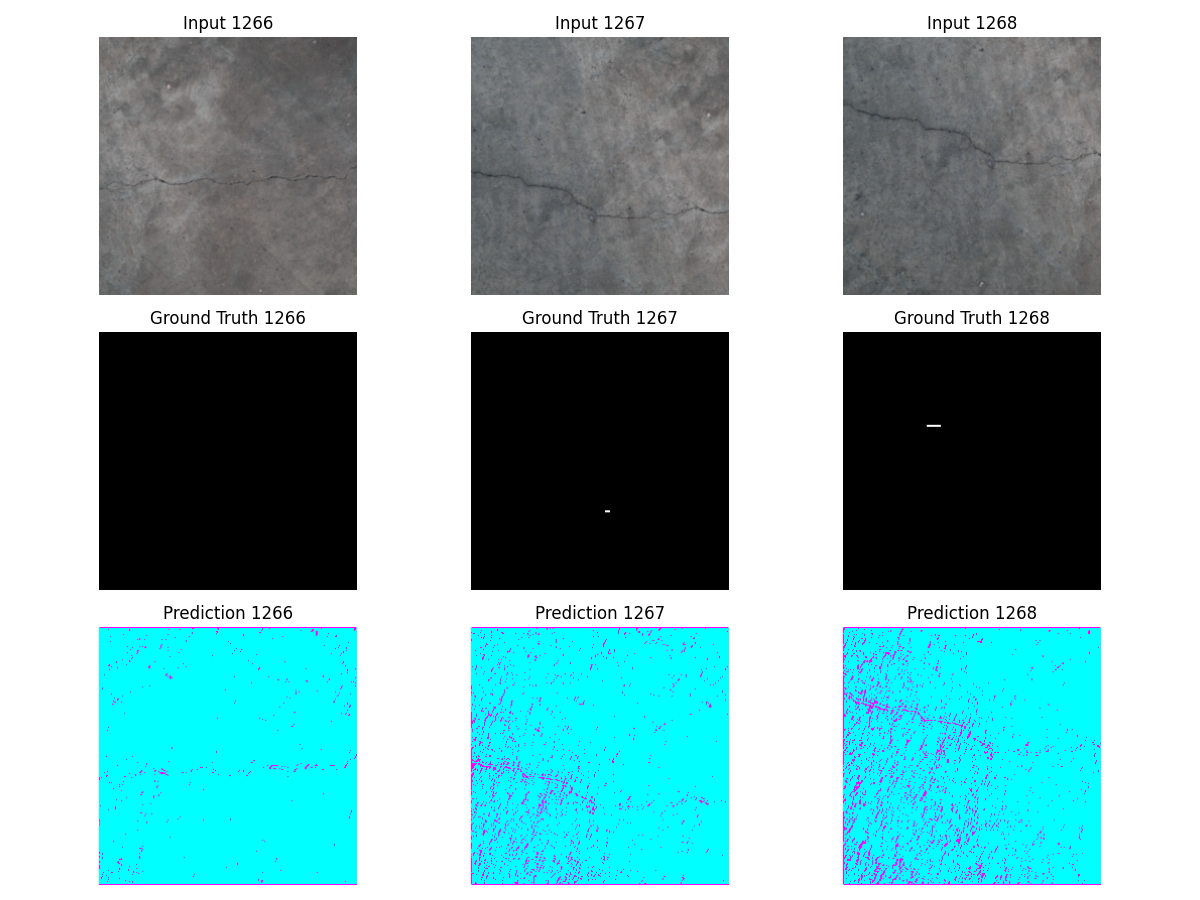 Input 1266
Input 1267
Input 1268
Ground Truth 1266
Ground Truth 1267
Ground Truth 1268
Prediction 1266
Prediction 1267
Prediction 1268